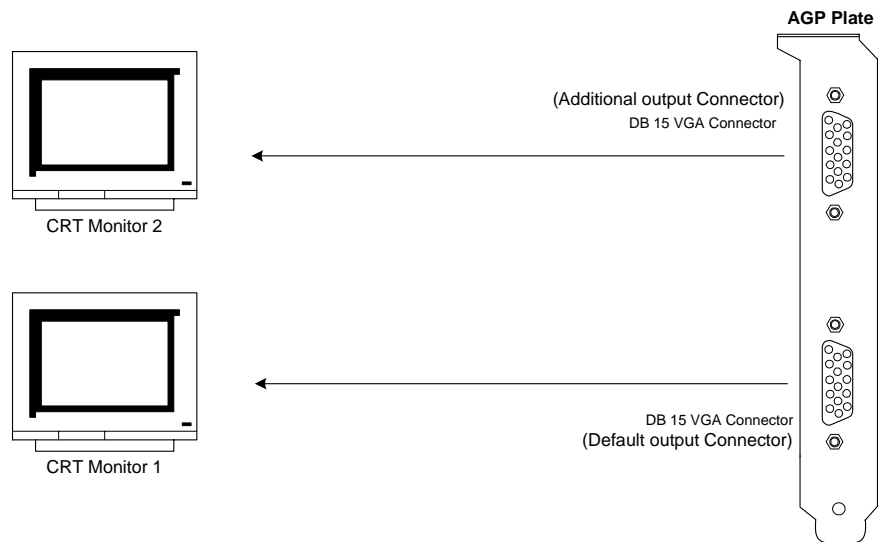 AGP Plate
(Additional output Connector)
DB 15 VGA Connector
CRT Monitor 2
DB 15 VGA Connector
(Default output Connector)
CRT Monitor 1